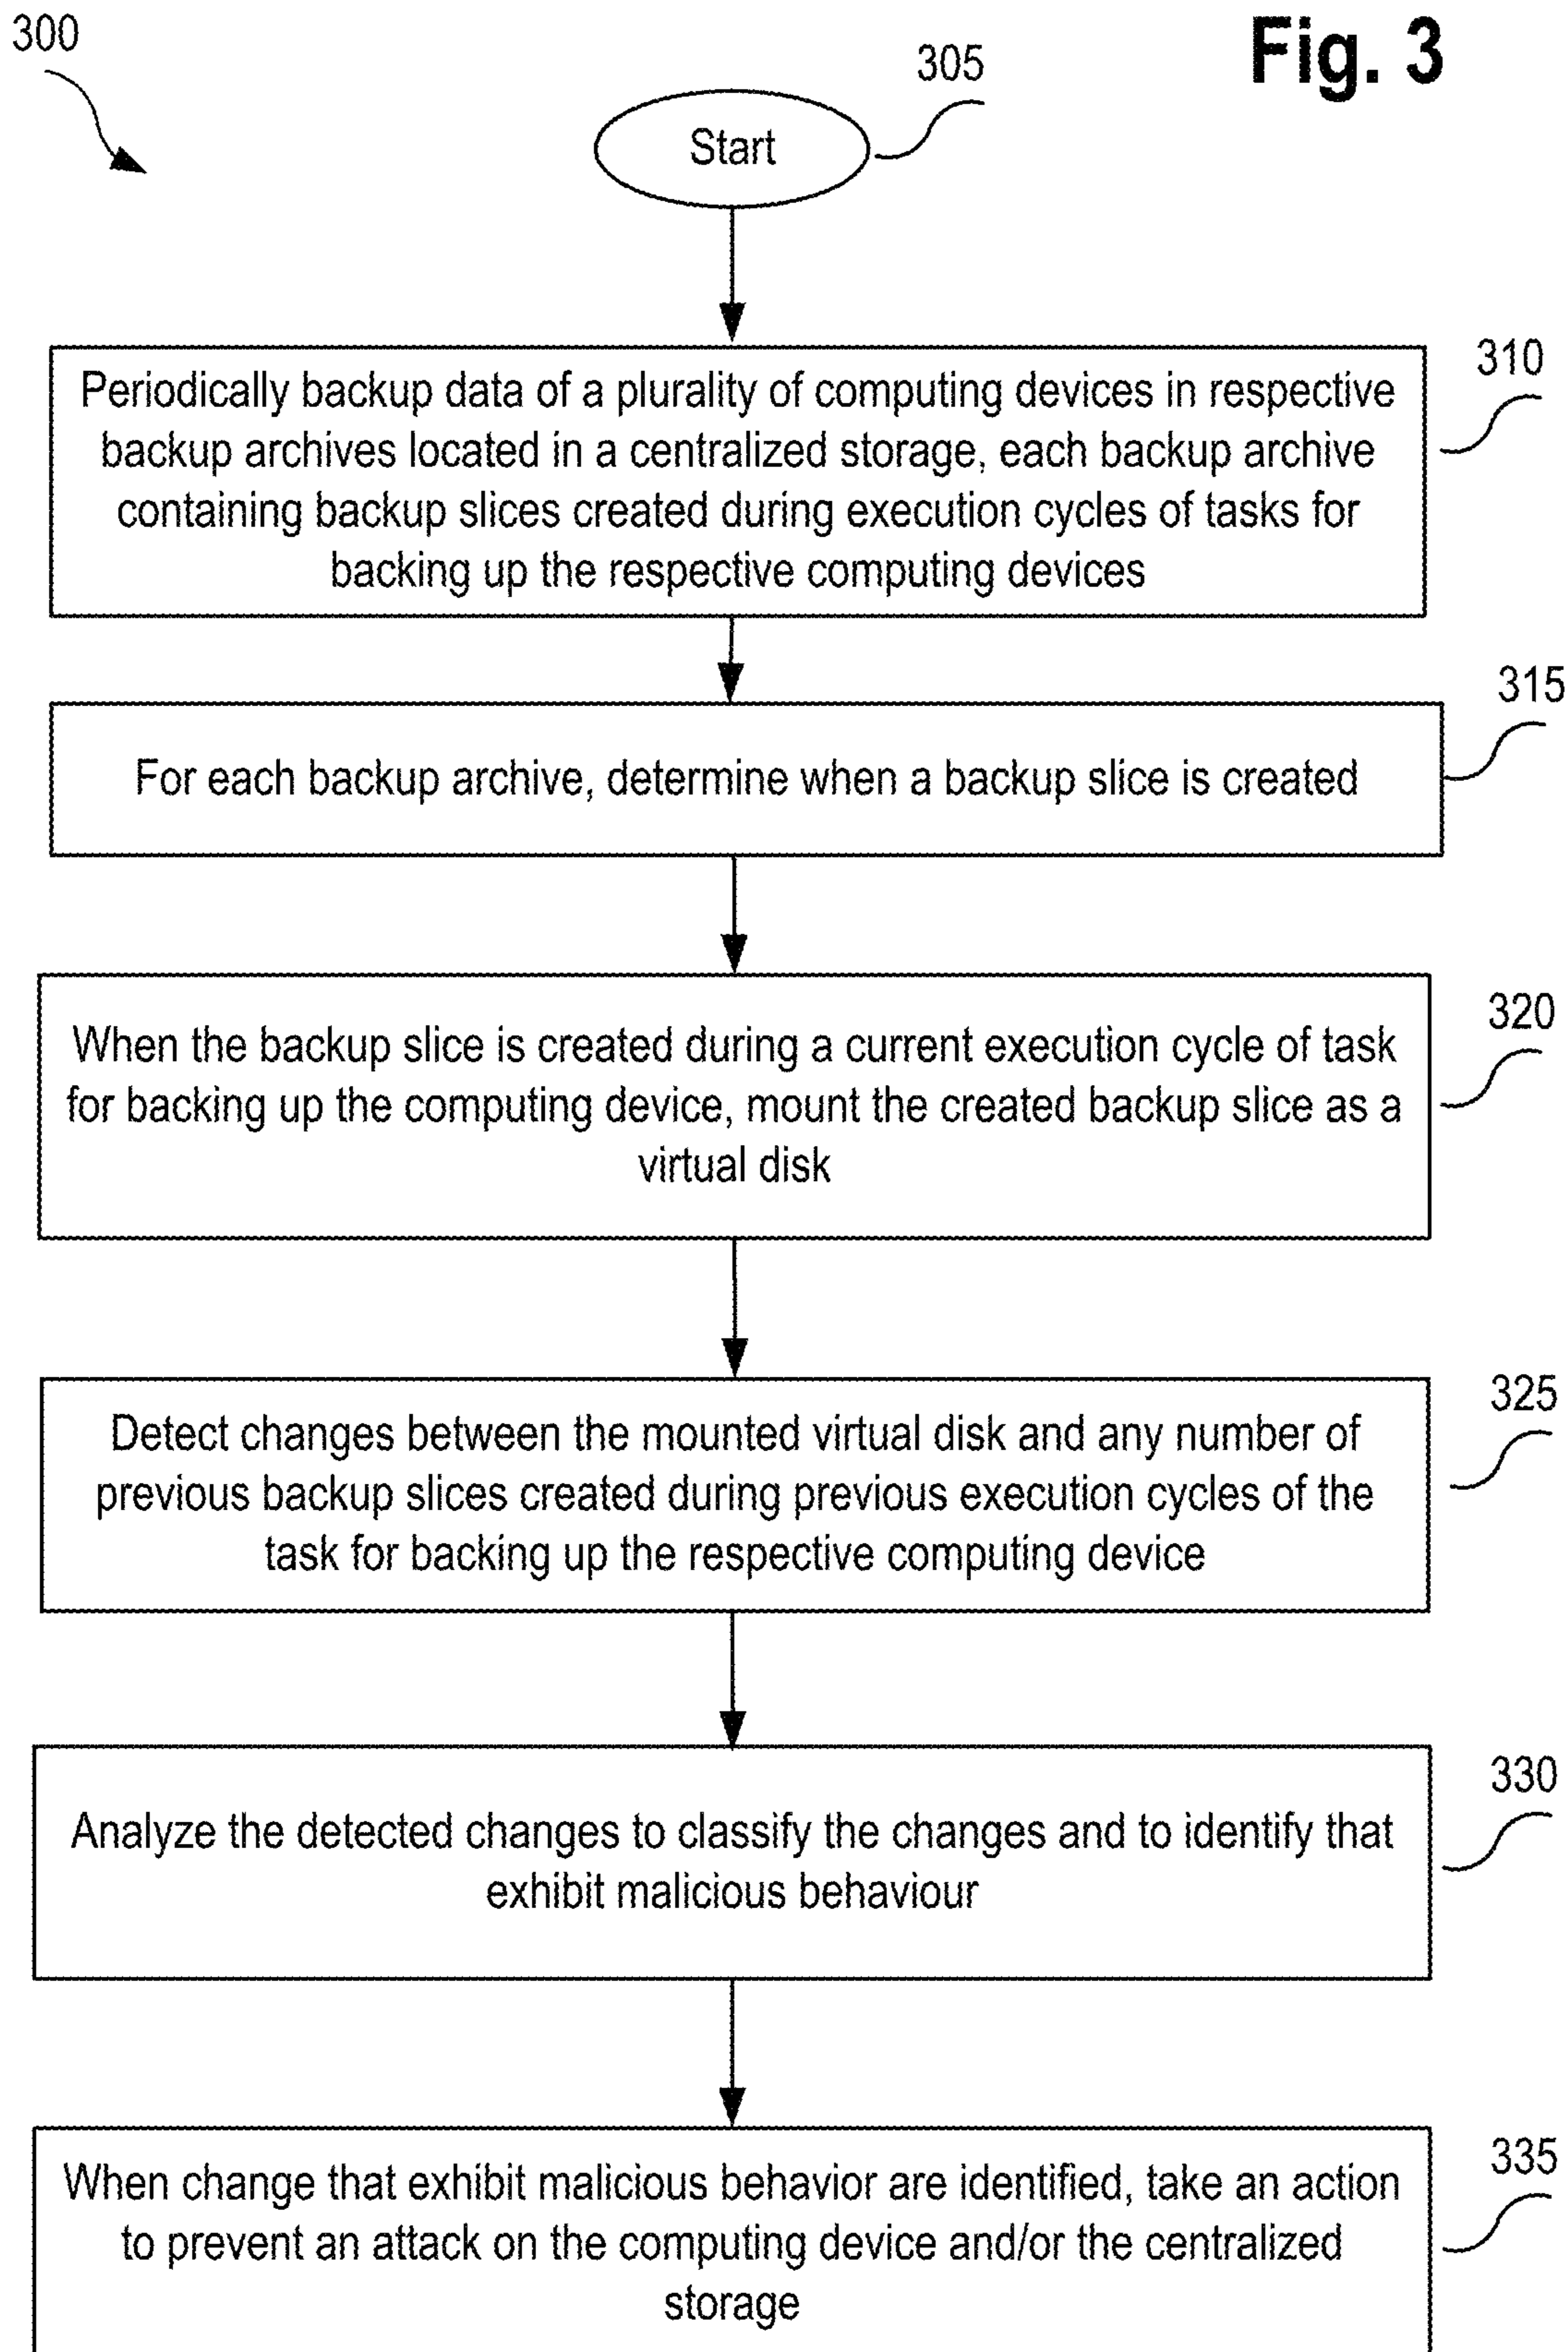 300
Fig. 3
305
Start
310
Periodically backup data of a plurality of computing devices in respective
backup archives located in a centralized storage, each backup archive
containing backup slices created during execution cycles of tasks for
backing up the respective computing devices
315
For each backup archive, determine when a backup slice is created
320
When the backup slice is created during a current execution cycle of task
for backing up the computing device, mount the created backup slice as a
virtual disk
325
Detect changes between the mounted virtual disk and any number of
previous backup slices created during previous execution cycles of the
task for backing up the respective computing device
330
Analyze the detected changes to classify the changes and to identify that
exhibit malicious behaviour
335
When change that exhibit malicious behavior are identified, take an action
to prevent an attack on the computing device and/or the centralized
storage